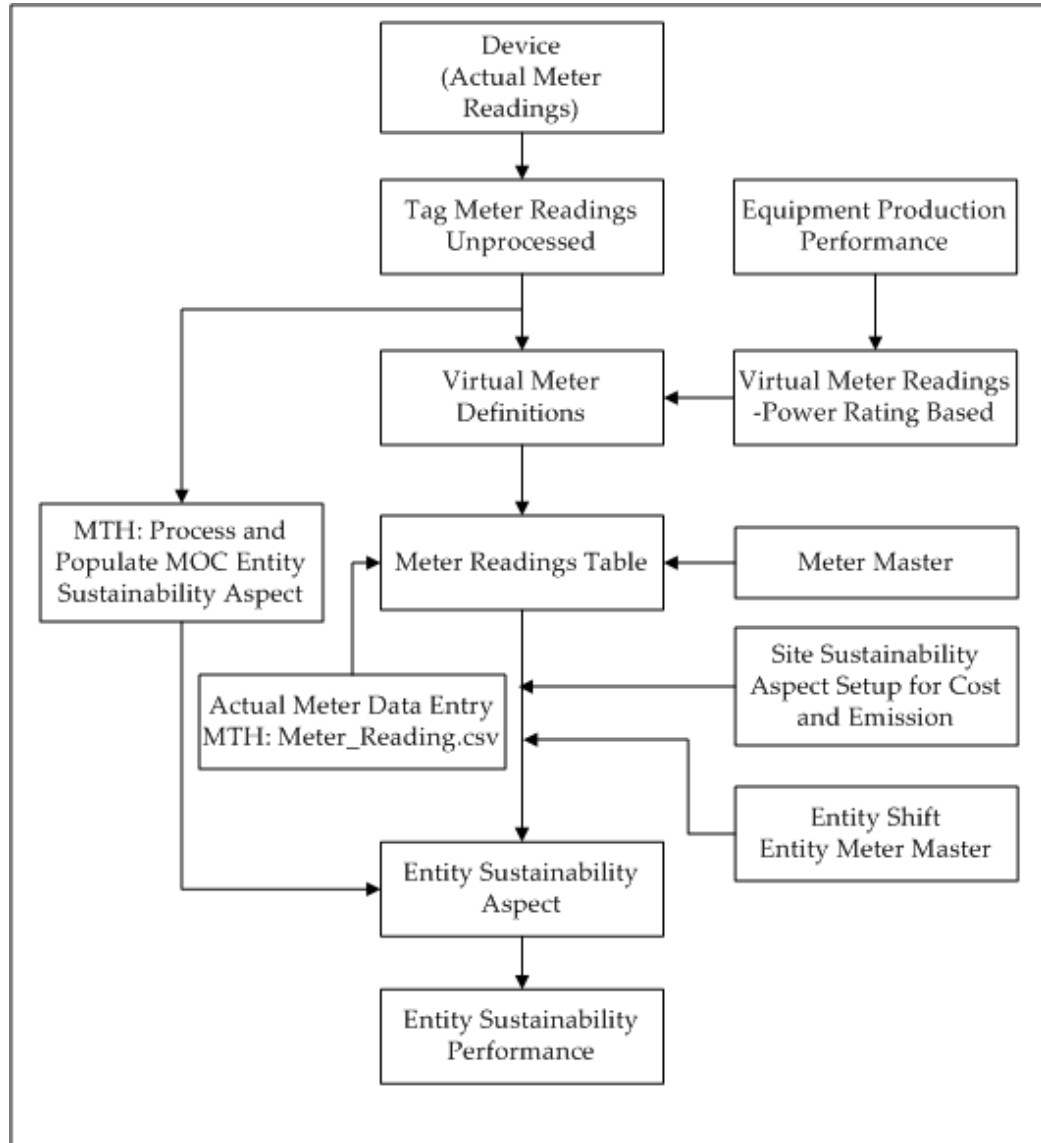 Device
(Actual Meter
Readings)
Tag Meter Readings
Unprocessed
Equipment Production
Performance
Virtual Meter
Definitions
Virtual Meter Readings
-Power Rating Based
MTH: Process and
Populate MOC Entity
Sustainability Aspect
Meter Readings Table
Meter Master
Site Sustainability
Aspect Setup for Cost
and Emission
Actual Meter Data Entry
MTH: Meter_Reading.csv
Entity Shift
Entity Meter Master
Entity Sustainability
Aspect
Entity Sustainability
Performance